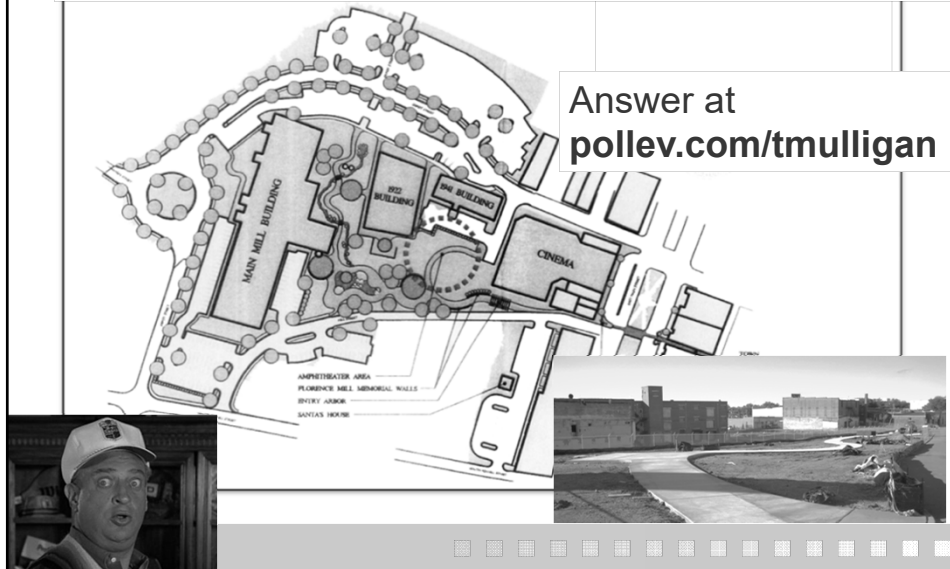 Answer at
pollev.com/tmulligan
MAIN MILL BUILDING
1922
BUILDING
1941 BUILDING
CINEMA
AMPHITHEATER AREA
FLORENCE MILL MEMORIAL WALLS
ENTRY ARBOR
SANTA'S HOUSE